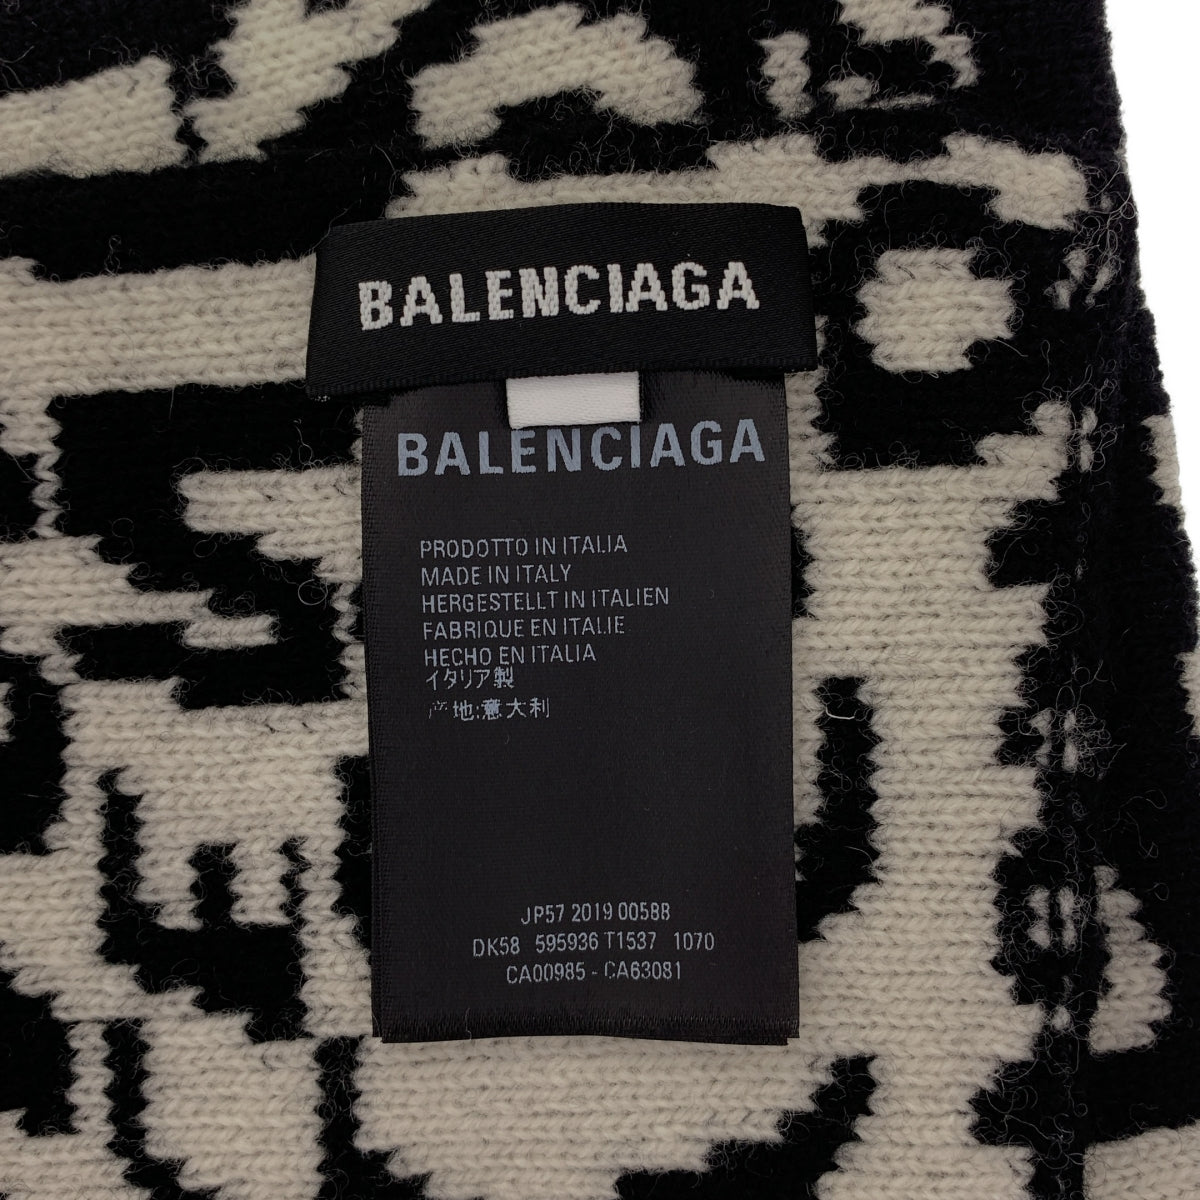 BALENCIAGA
BALENCIAGA
PRODOTTO IN ITALIA
MADE IN ITALY
HERGESTELLT IN ITALIEN
FABRIQUE EN ITALIE
HECHO EN ITALIA
イタリア製
产地:意大利
JP57 2019 00588
DK58 595936 T1537 1070
CA00985 - CA63081